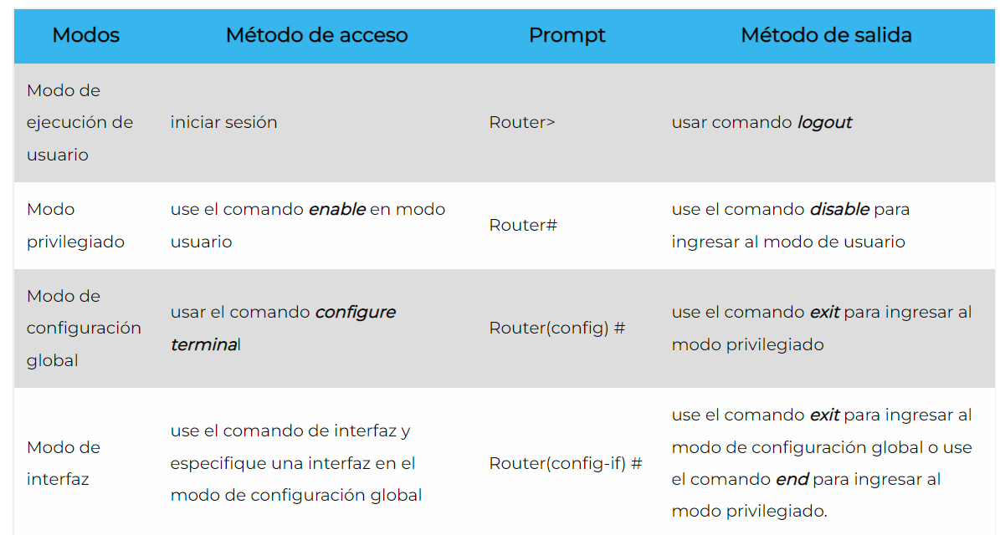 Modos Método de acceso Prompt Método de salida
Modo de
ejecución de
usuario
iniciar sesión
Router>
usar comando logout
Modo
privilegiado
use el comando enable en modo
usuario
Router#
use el comando disable para
ingresar al modo de usuario
Modo de
configuración
global
usar el comando configure
terminal
Router(config) #
use el comando exit para ingresar al
modo privilegiado
Modo de
interfaz
use el comando de interfaz y
especifique una interfaz en el
modo de configuración global
Router(config-if) #
use el comando exit para ingresar al
modo de configuración global o use
el comando end para ingresar al
modo privilegiado.